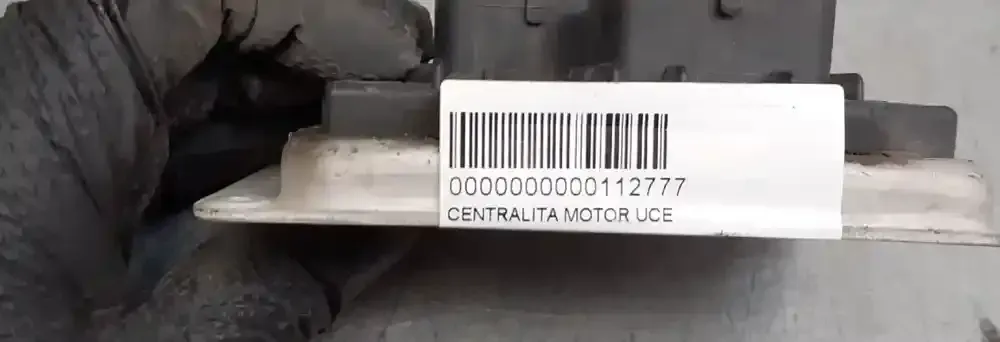 0000000000112777
CENTRALITA MOTOR UCE